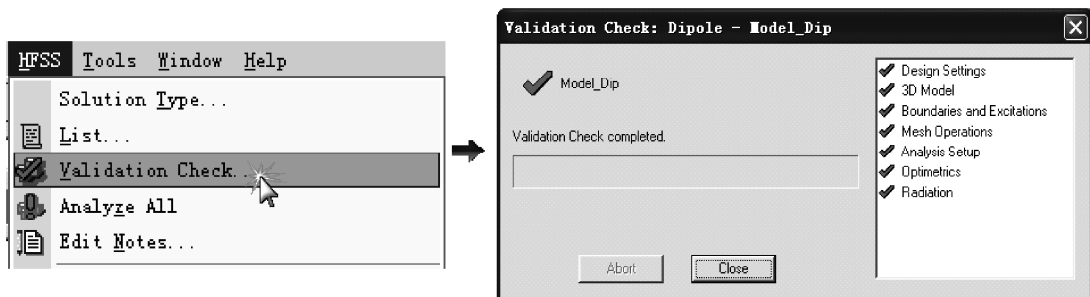 HFSS Tools Window Help
Solution Type...
List...
Validation Check...
Analyze All
Edit Notes...
Validation Check: Dipole - Model_Dip
Model_Dip
Validation Check completed.
Abort
Close
Design Settings
3D Model
Boundaries and Excitations
Mesh Operations
Analysis Setup
Optimetrics
Radiation